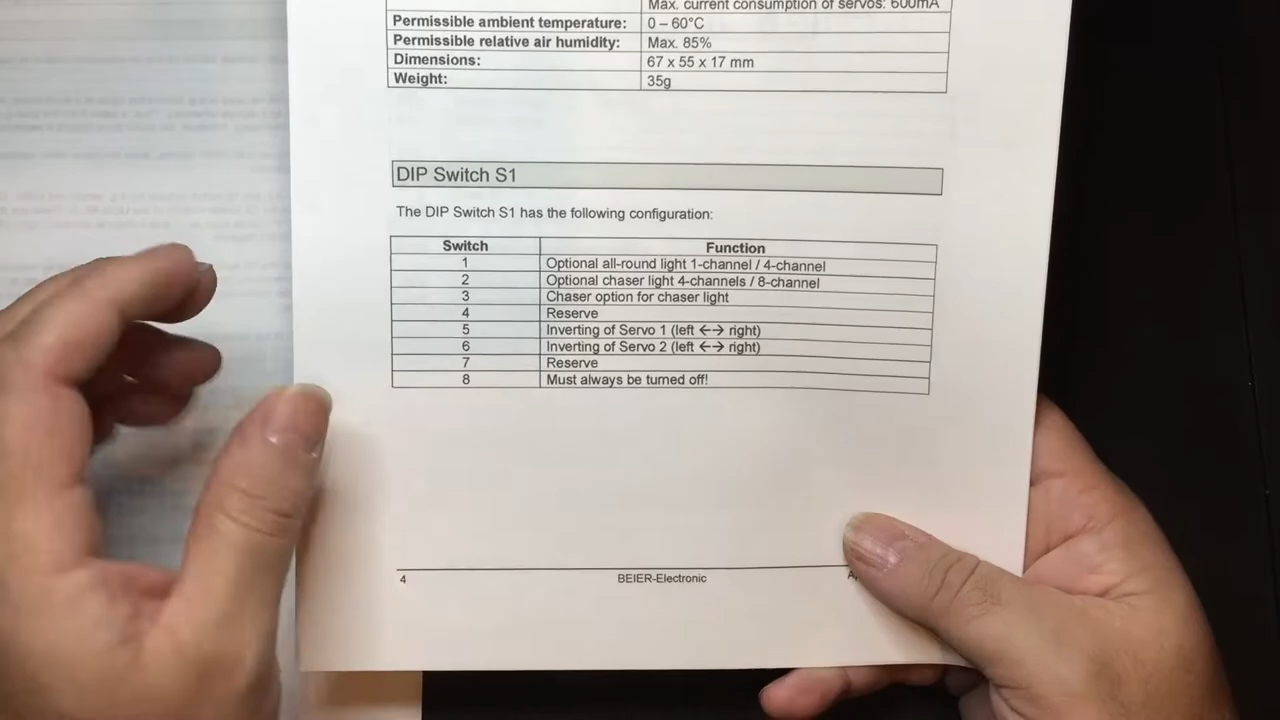 Max. current consumption of servos: 600mA
Permissible ambient temperature: 0 – 60°C
Permissible relative air humidity: Max. 85%
Dimensions: 67 x 55 x 17 mm
Weight: 35g
DIP Switch S1
The DIP Switch S1 has the following configuration:
Switch Function
1 Optional all-round light 1-channel / 4-channel
2 Optional chaser light 4-channels / 8-channel
3 Chaser option for chaser light
4 Reserve
5 Inverting of Servo 1 (left ←→ right)
6 Inverting of Servo 2 (left ←→ right)
7 Reserve
8 Must always be turned off!
4 BEIER-Electronic